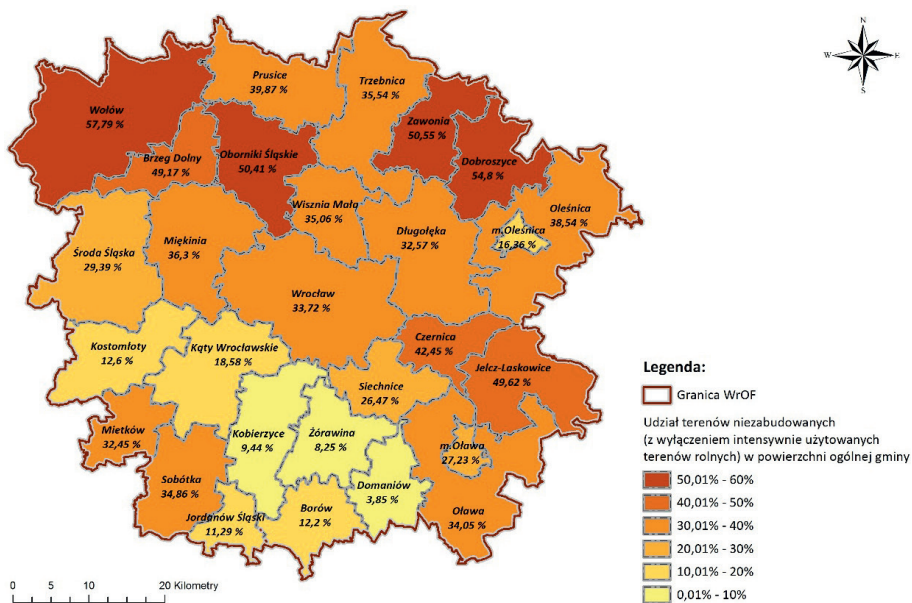 N
W
E
S
Prusice
39,87 %
Trzebnica
35,54 %
Wołów
57,79 %
Zawonia
50,55 %
Brzeg Dolny
49,17 %
Oborniki Śląskie
50,41 %
Dobroszyce
54,8 %
Wisznia Mała
35,06 %
Oleśnica
38,54 %
Długołęka
32,57 %
m.Oleśnica
16,36 %
Miękinia
36,3 %
Środa Śląska
29,39 %
Wrocław
33,72 %
Kostomłoty
12,6 %
Kąty Wrocławskie
18,58 %
Czernica
42,45 %
Jelcz-Laskowice
49,62 %
Siechnice
26,47 %
Mietków
32,45 %
Kobierzyce
9,44 %
Żórawina
8,25 %
m.Oława
27,23 %
Sobótka
34,86 %
Domaniów
3,85 %
Jordanów Śląski
11,29 %
Borów
12,2 %
Oława
34,05 %
Legenda:
Granica WrOF
Udział terenów niezabudowanych
(z wyłączeniem intensywnie użytowanych
terenów rolnych) w powierzchni ogólnej gminy
50,01% - 60%
40,01% - 50%
30,01% - 40%
20,01% - 30%
10,01% - 20%
0,01% - 10%
0 5 10 20 Kilometry